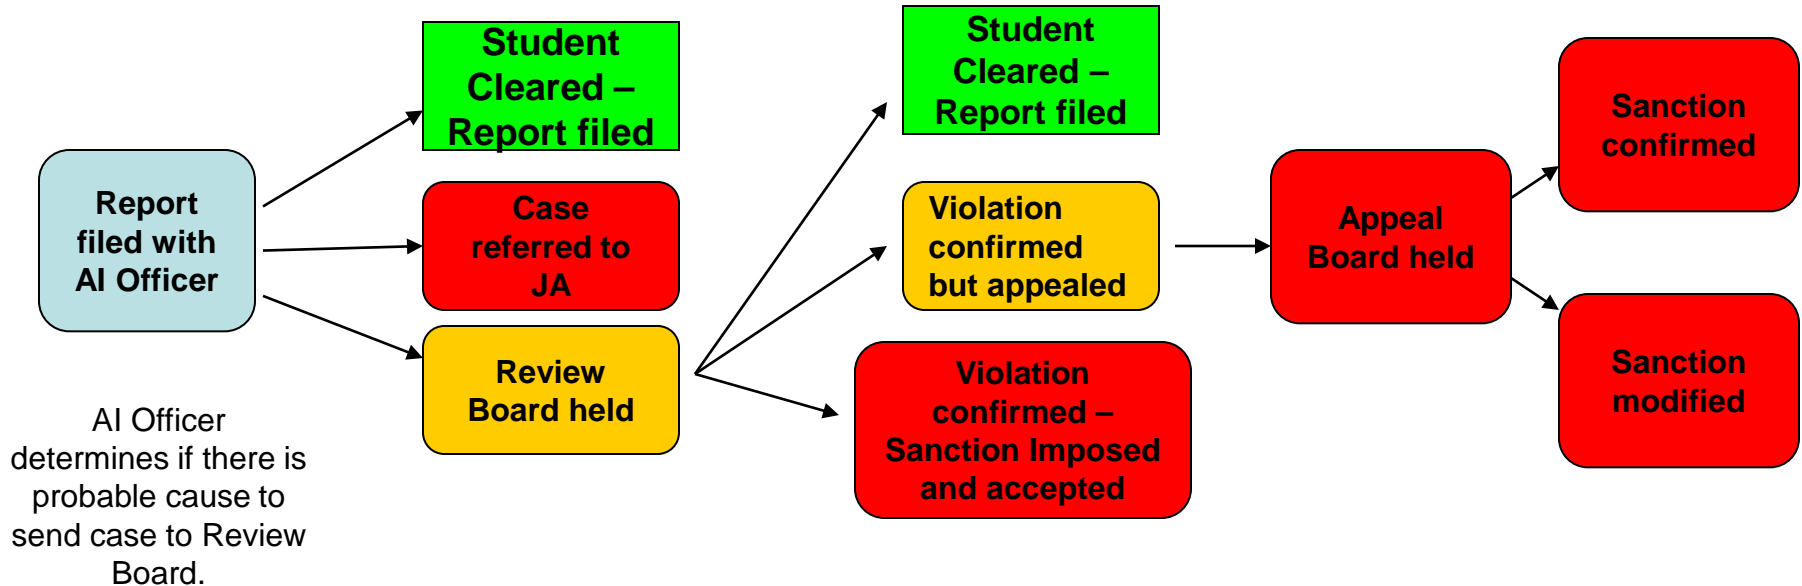 Report
filed with
AI Officer
AI Officer
determines if there is
probable cause to
send case to Review
Board.
Student
Cleared –
Report filed
Case
referred to
JA
Review
Board held
Student
Cleared –
Report filed
Violation
confirmed
but appealed
Violation
confirmed –
Sanction Imposed
and accepted
Appeal
Board held
Sanction
confirmed
Sanction
modified